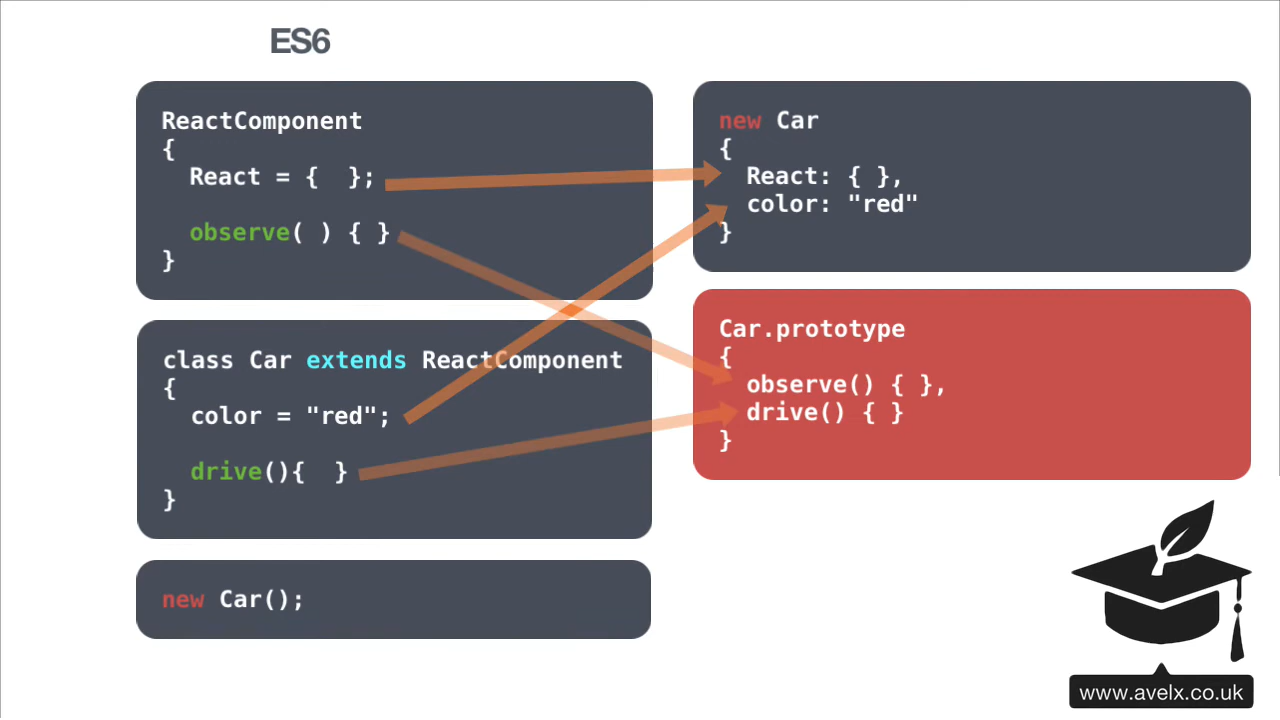 ES6
ReactComponent
{
React = {  };
observe( ) { }
}
class Car extends ReactComponent
{
color = "red";
drive(){  }
}
new Car();
new Car
{
React: { },
color: "red"
}
Car.prototype
{
observe() { },
drive() { }
}
www.avelx.co.uk